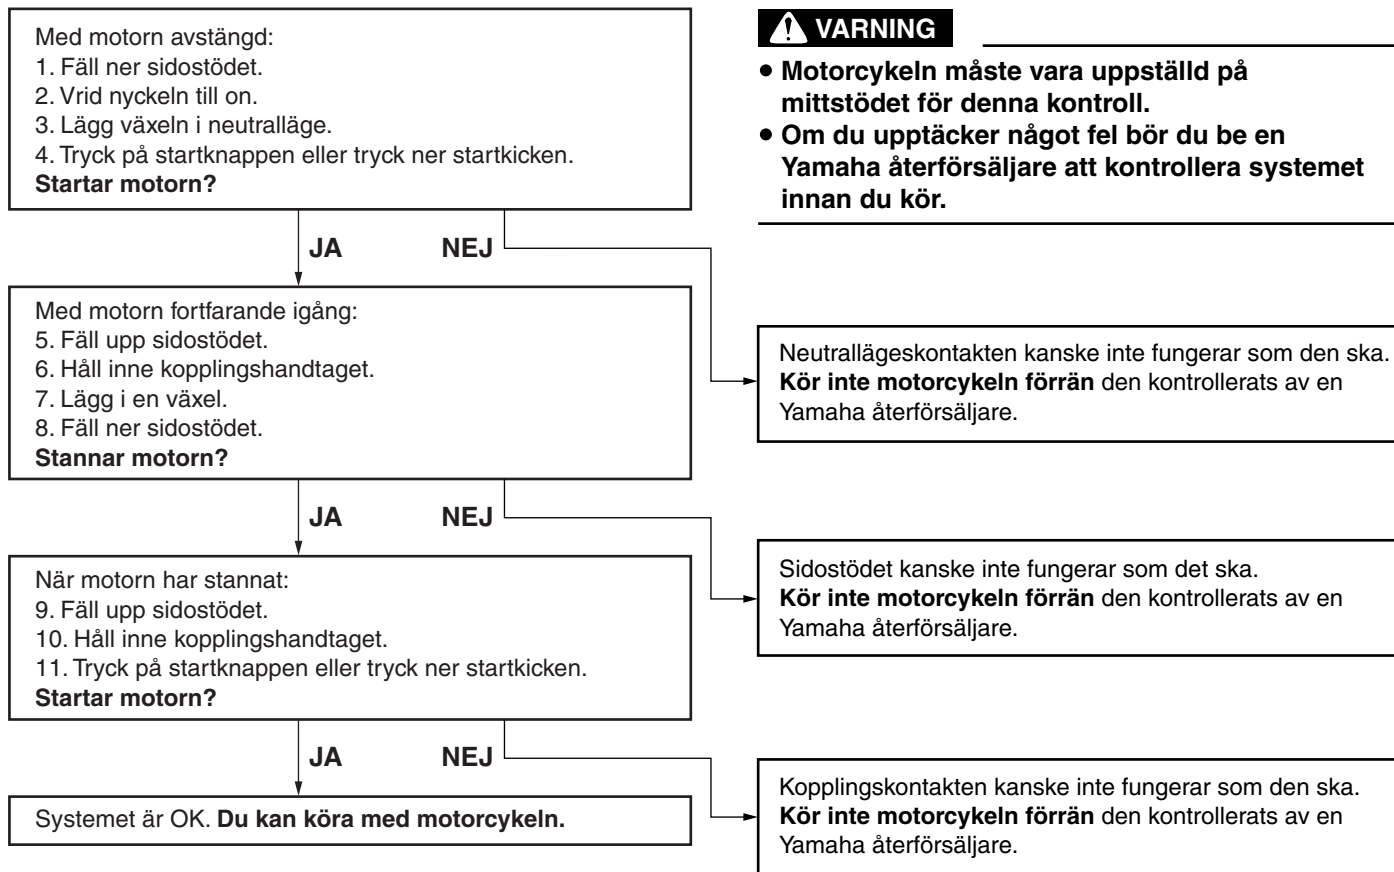 Med motorn avstängd:
1. Fäll ner sidostödet.
2. Vrid nyckeln till on.
3. Lägg växeln i neutralläge.
4. Tryck på startknappen eller tryck ner startkicken.
Startar motorn?
VARNING
• Motorcykeln måste vara uppställd på
mittstödet för denna kontroll.
• Om du upptäcker något fel bör du be en
Yamaha återförsäljare att kontrollera systemet
innan du kör.
JA
NEJ
Med motorn fortfarande igång:
5. Fäll upp sidostödet.
6. Håll inne kopplingshandtaget.
7. Lägg i en växel.
8. Fäll ner sidostödet.
Stannar motorn?
Neutrallägeskontakten kanske inte fungerar som den ska.
Kör inte motorcykeln förrän den kontrollerats av en
Yamaha återförsäljare.
JA
NEJ
När motorn har stannat:
9. Fäll upp sidostödet.
10. Håll inne kopplingshandtaget.
11. Tryck på startknappen eller tryck ner startkicken.
Startar motorn?
Sidostödet kanske inte fungerar som det ska.
Kör inte motorcykeln förrän den kontrollerats av en
Yamaha återförsäljare.
JA
NEJ
Systemet är OK. Du kan köra med motorcykeln.
Kopplingskontakten kanske inte fungerar som den ska.
Kör inte motorcykeln förrän den kontrollerats av en
Yamaha återförsäljare.